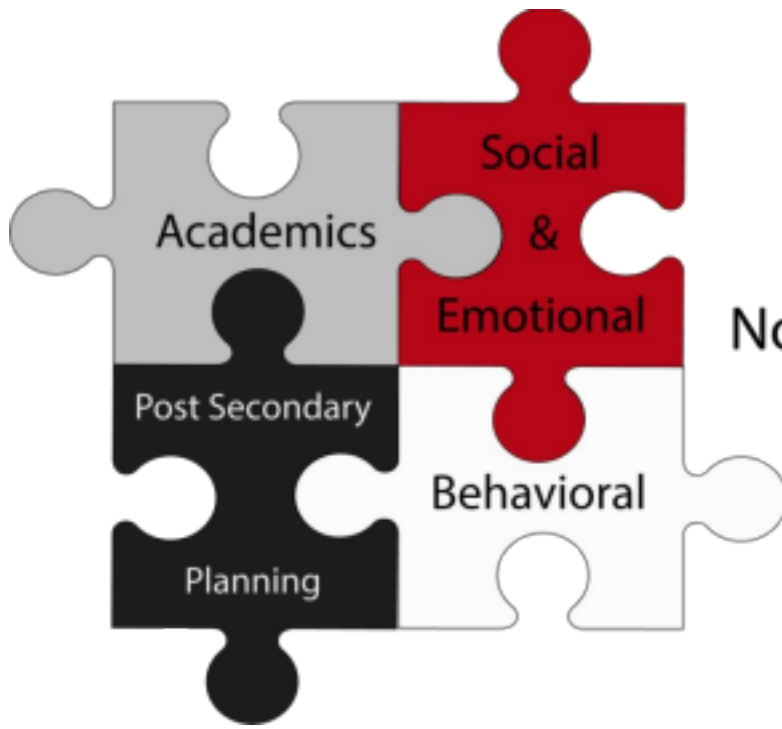 Academics
Social
&
Emotional
Post Secondary
Planning
Behavioral